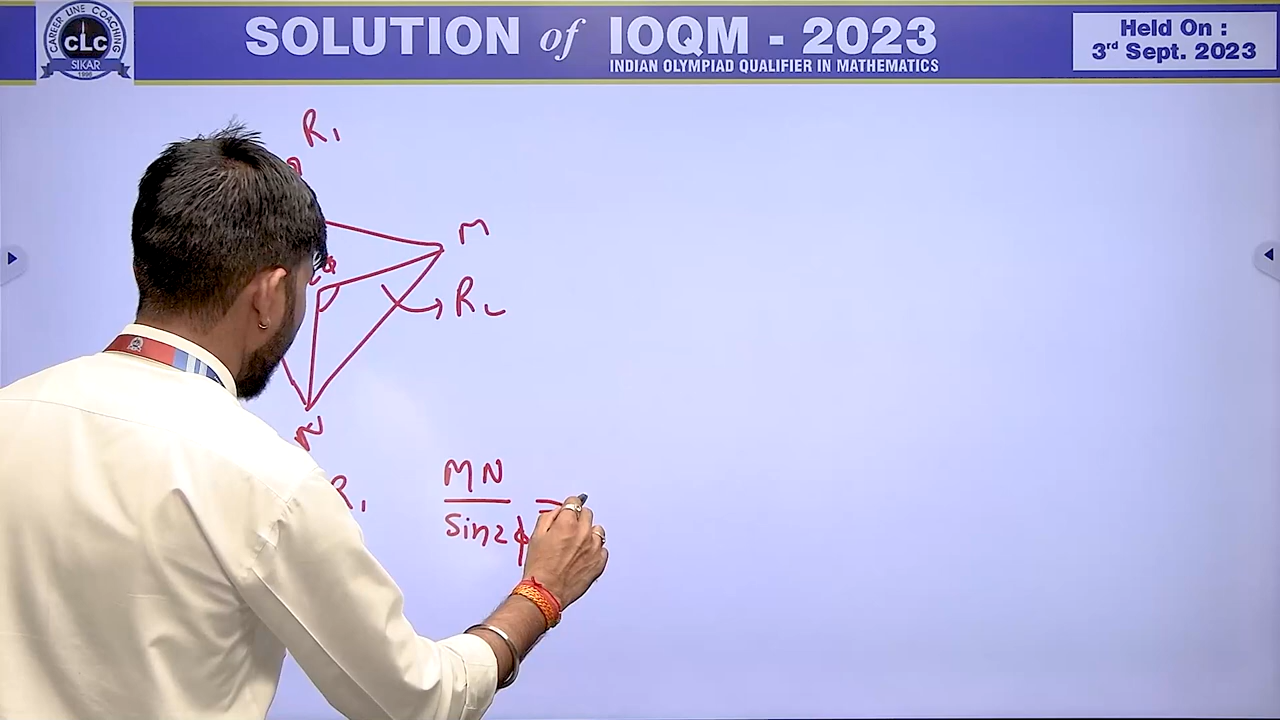 CAREER LINE COACHING
CLC
SIKAR
1996
SOLUTION of IOQM - 2023
INDIAN OLYMPIAD QUALIFIER IN MATHEMATICS
Held On :
3rd Sept. 2023
R1
M
R2
N
R1
MN
sin2ϕ =